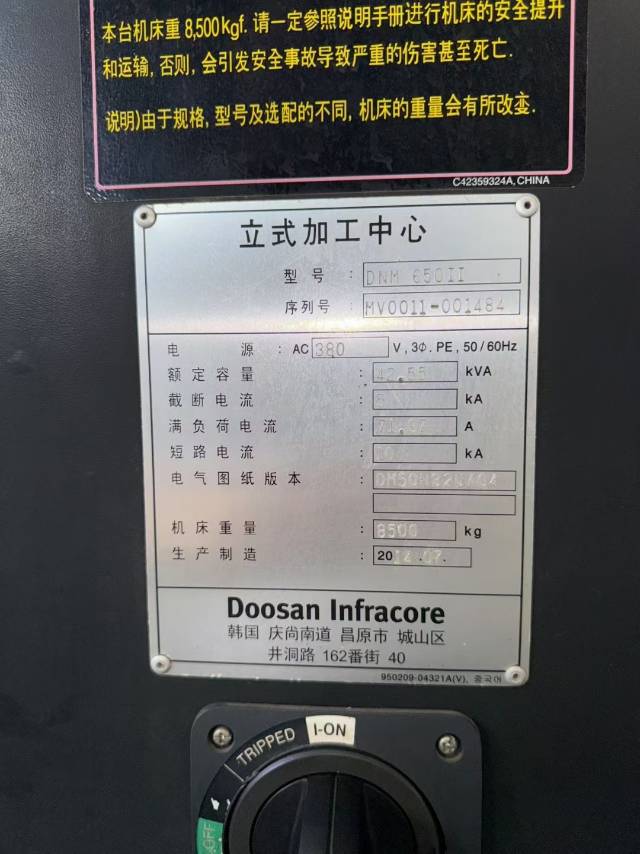 本台机床重 8,500kgf. 请一定参照说明手册进行机床的安全提升
和运输, 否则, 会引发安全事故导致严重的伤害甚至死亡.
说明)由于规格, 型号及选配的不同, 机床的重量会有所改变.
C42359324A, CHINA
立式加工中心
型号 : DNM 650II
序列号 : MV0011-001484
电源 : AC 380 V, 3Φ. PE, 50/60Hz
额定容量 : 42.55 kVA
截断电流 : kA
满负荷电流 : A
短路电流 : kA
电气图纸版本 :
机床重量 : 8500 kg
生产制造 : 2012.07.
Doosan Infracore
韩国 庆尚南道 昌原市 城山区
井洞路 162番街 40
950209-04321A(V), 중국어
TRIPPED
I-ON
OFF